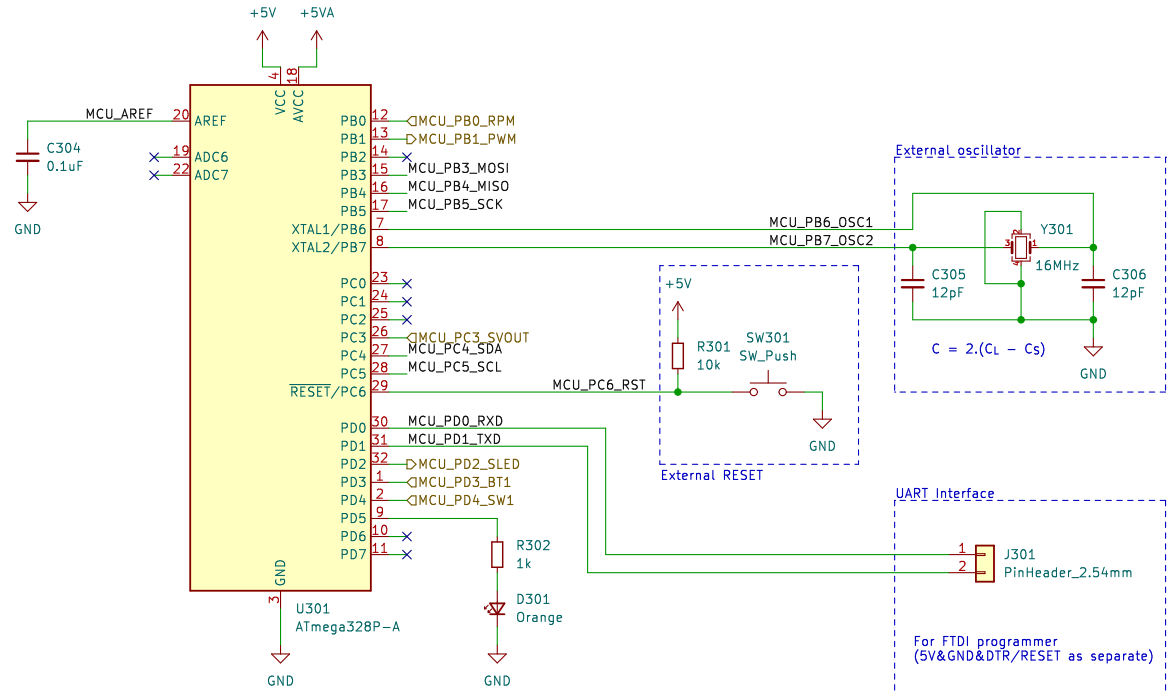 +5V
+5VA
4
18
VCC
AVCC
MCU_AREF
20
AREF
C304
0.1uF
GND
19
ADC6
22
ADC7
PB0
12
MCU_PB0_RPM
PB1
13
MCU_PB1_PWM
PB2
14
PB3
15
MCU_PB3_MOSI
PB4
16
MCU_PB4_MISO
PB5
17
MCU_PB5_SCK
XTAL1/PB6
7
MCU_PB6_OSC1
XTAL2/PB7
8
MCU_PB7_OSC2
PC0
23
PC1
24
PC2
25
PC3
26
MCU_PC3_SVOUT
PC4
27
MCU_PC4_SDA
PC5
28
MCU_PC5_SCL
RESET/PC6
29
MCU_PC6_RST
PD0
30
MCU_PD0_RXD
PD1
31
MCU_PD1_TXD
PD2
32
MCU_PD2_SLED
PD3
1
MCU_PD3_BT1
PD4
2
MCU_PD4_SW1
PD5
9
PD6
10
PD7
11
GND
3
U301
ATmega328P-A
GND
R302
1k
D301
Orange
GND
+5V
R301
10k
SW301
SW_Push
GND
External RESET
External oscillator
Y301
2
3
1
4
16MHz
C305
12pF
C306
12pF
C = 2.(CL - CS)
GND
UART Interface
1
2
J301
PinHeader_2.54mm
For FTDI programmer
(5V&GND&DTR/RESET as separate)